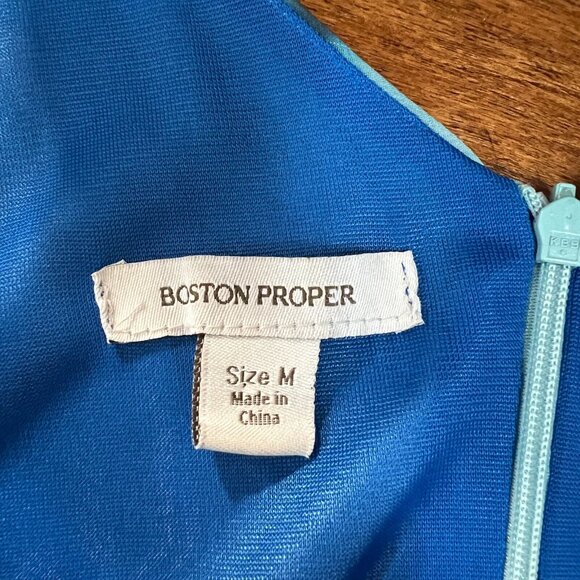 BOSTON PROPER
Size M
Made in
China